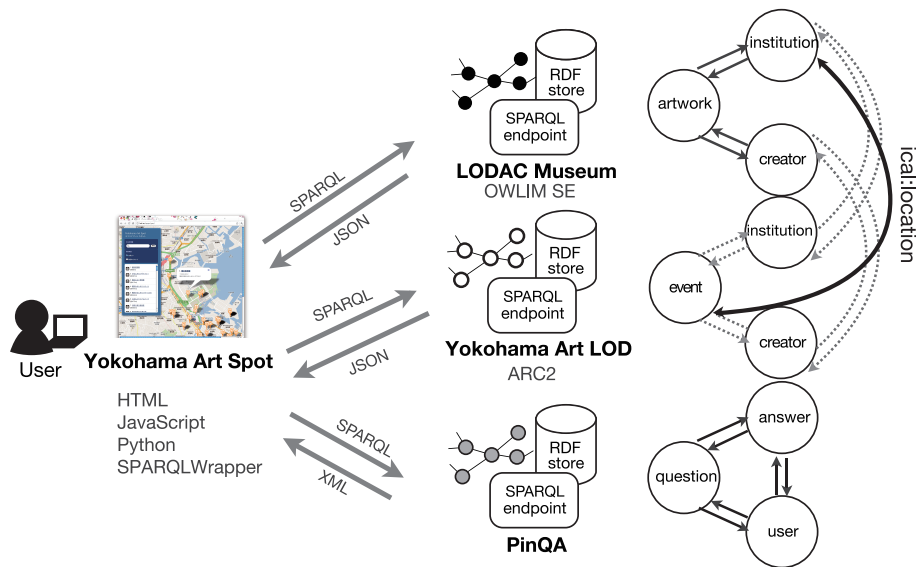 User
Yokohama Art Spot
HTML
JavaScript
Python
SPARQLWrapper
SPARQL
JSON
SPARQL
JSON
SPARQL
XML
RDF
store
SPARQL
endpoint
LODAC Museum
OWLIM SE
RDF
store
SPARQL
endpoint
Yokohama Art LOD
ARC2
RDF
store
SPARQL
endpoint
PinQA
institution
artwork
creator
institution
event
creator
ical:location
answer
question
user